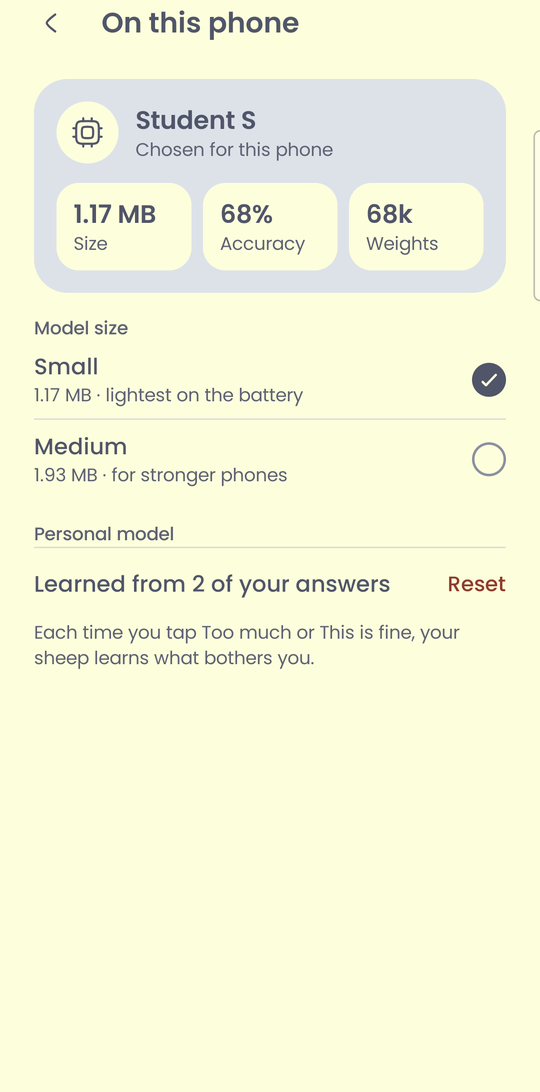 On this phone
Student S
Chosen for this phone
1.17 MB
Size
68%
Accuracy
68k
Weights
Model size
Small
1.17 MB · lightest on the battery
Medium
1.93 MB · for stronger phones
Personal model
Learned from 2 of your answers
Reset
Each time you tap Too much or This is fine, your
sheep learns what bothers you.